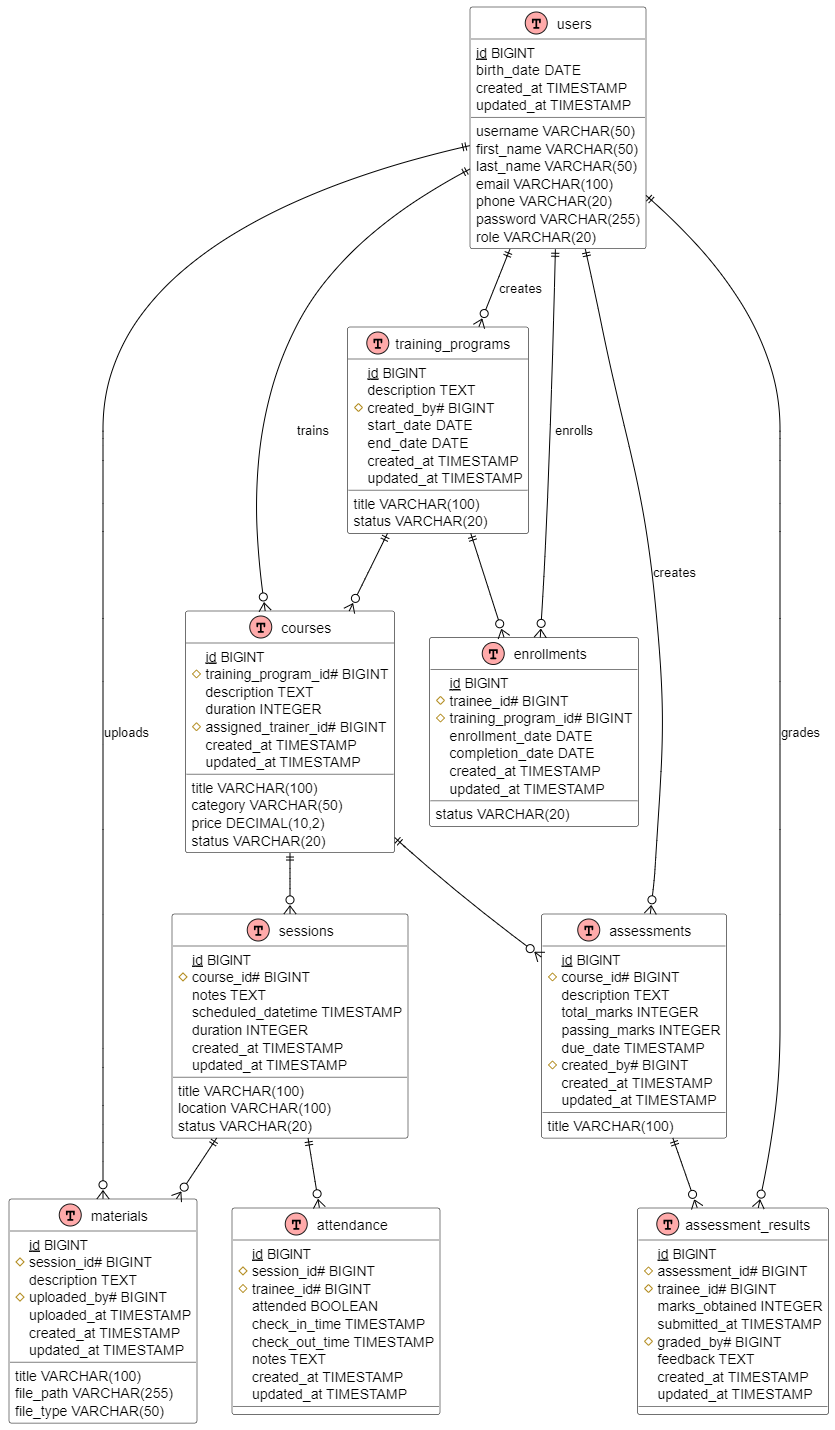 T users
id BIGINT
birth_date DATE
created_at TIMESTAMP
updated_at TIMESTAMP
username VARCHAR(50)
first_name VARCHAR(50)
last_name VARCHAR(50)
email VARCHAR(100)
phone VARCHAR(20)
password VARCHAR(255)
role VARCHAR(20)
creates
T training_programs
id BIGINT
description TEXT
created_by# BIGINT
start_date DATE
end_date DATE
created_at TIMESTAMP
updated_at TIMESTAMP
title VARCHAR(100)
status VARCHAR(20)
trains
enrolls
creates
uploads
grades
T courses
id BIGINT
training_program_id# BIGINT
description TEXT
duration INTEGER
assigned_trainer_id# BIGINT
created_at TIMESTAMP
updated_at TIMESTAMP
title VARCHAR(100)
category VARCHAR(50)
price DECIMAL(10,2)
status VARCHAR(20)
T enrollments
id BIGINT
trainee_id# BIGINT
training_program_id# BIGINT
enrollment_date DATE
completion_date DATE
created_at TIMESTAMP
updated_at TIMESTAMP
status VARCHAR(20)
T sessions
id BIGINT
course_id# BIGINT
notes TEXT
scheduled_datetime TIMESTAMP
duration INTEGER
created_at TIMESTAMP
updated_at TIMESTAMP
title VARCHAR(100)
location VARCHAR(100)
status VARCHAR(20)
T assessments
id BIGINT
course_id# BIGINT
description TEXT
total_marks INTEGER
passing_marks INTEGER
due_date TIMESTAMP
created_by# BIGINT
created_at TIMESTAMP
updated_at TIMESTAMP
title VARCHAR(100)
T materials
id BIGINT
session_id# BIGINT
description TEXT
uploaded_by# BIGINT
uploaded_at TIMESTAMP
created_at TIMESTAMP
updated_at TIMESTAMP
title VARCHAR(100)
file_path VARCHAR(255)
file_type VARCHAR(50)
T attendance
id BIGINT
session_id# BIGINT
trainee_id# BIGINT
attended BOOLEAN
check_in_time TIMESTAMP
check_out_time TIMESTAMP
notes TEXT
created_at TIMESTAMP
updated_at TIMESTAMP
T assessment_results
id BIGINT
assessment_id# BIGINT
trainee_id# BIGINT
marks_obtained INTEGER
submitted_at TIMESTAMP
graded_by# BIGINT
feedback TEXT
created_at TIMESTAMP
updated_at TIMESTAMP